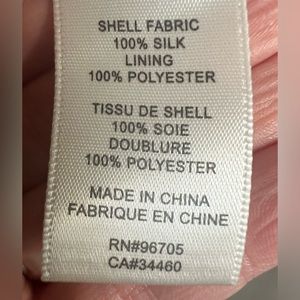 SHELL FABRIC
100% SILK
LINING
100% POLYESTER
TISSU DE SHELL
100% SOIE
DOUBLURE
100% POLYESTER
MADE IN CHINA
FABRIQUE EN CHINE
RN#96705
CA#34460